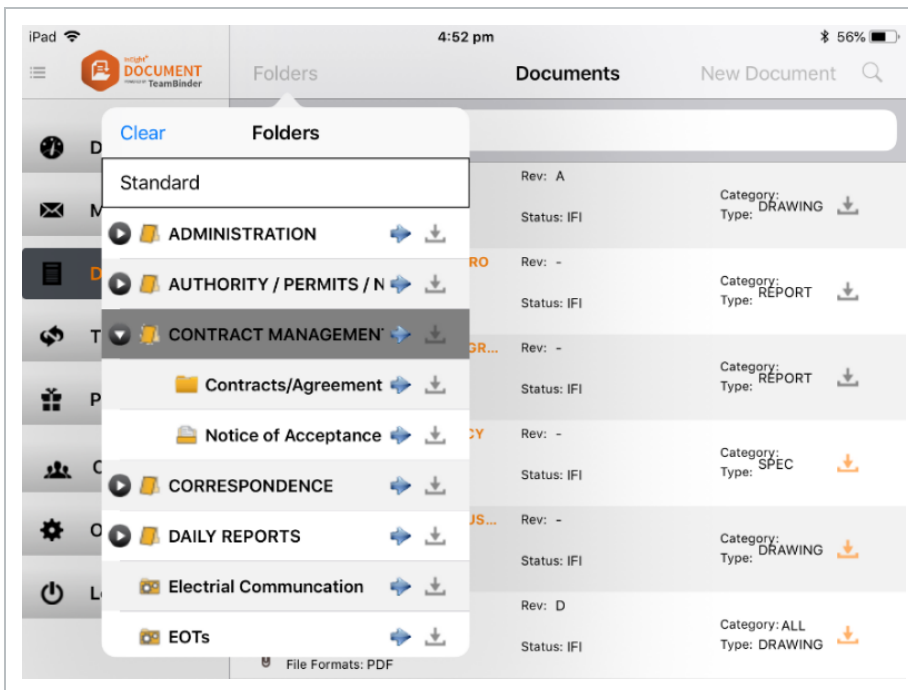 iPad 4:52 pm 56%
insight
DOCUMENT
TeamBinder
Folders Documents New Document
Clear Folders
Standard
ADMINISTRATION
AUTHORITY / PERMITS / N
CONTRACT MANAGEMEN
Contracts/Agreement
Notice of Acceptance
CORRESPONDENCE
DAILY REPORTS
Electrial Communcation
EOTs
D
M
D
T
P
C
O
L
Rev: A
Status: IFI
Category:
Type: DRAWING
RO Rev: -
Status: IFI
Category:
Type: REPORT
GR... Rev: -
Status: IFI
Category:
Type: REPORT
CY Rev: -
Status: IFI
Category:
Type: SPEC
US... Rev: -
Status: IFI
Category:
Type: DRAWING
Rev: D
Status: IFI
Category: ALL
Type: DRAWING
File Formats: PDF